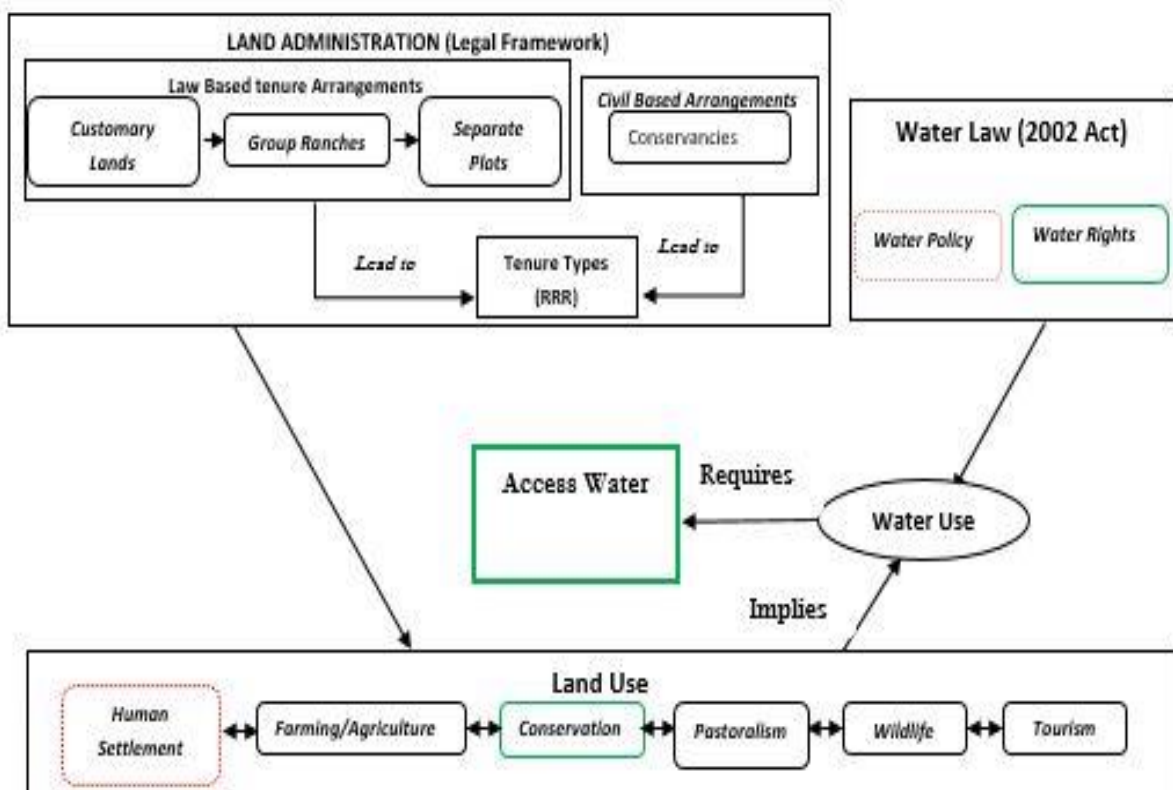 LAND ADMINISTRATION (Legal Framework)
Law Based tenure Arrangements
Customary
Lands
Group Ranches
Separate
Plots
Civil Based Arrangements
Conservancies
Lead to
Tenure Types
(RRR)
Lead to
Water Law (2002 Act)
Water Policy
Water Rights
Access Water
Requires
Water Use
Implies
Land Use
Human
Settlement
Farming/Agriculture
Conservation
Pastoralism
Wildlife
Tourism